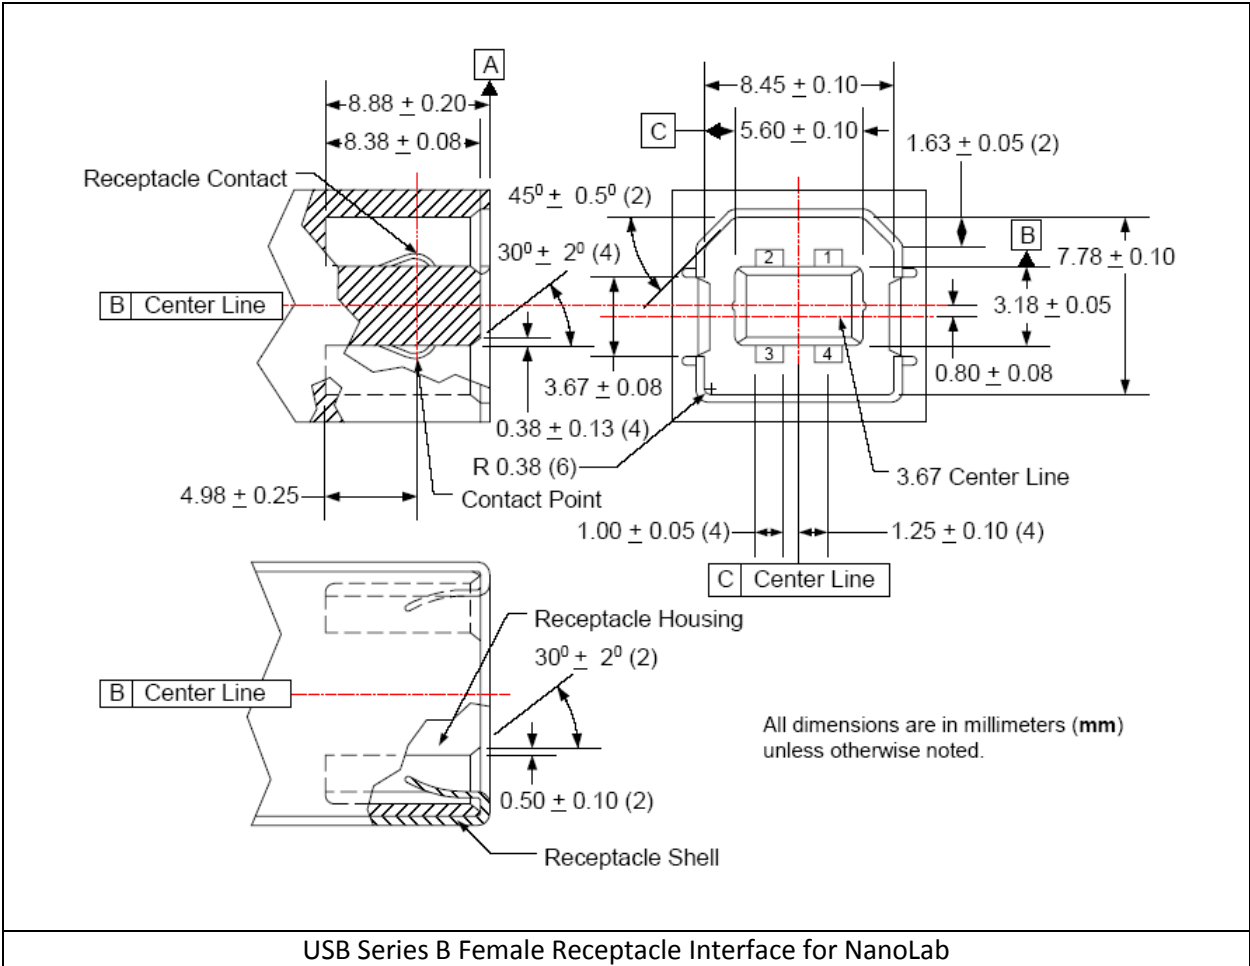 A
8.88 ± 0.20
8.38 ± 0.08
8.45 ± 0.10
C
5.60 ± 0.10
1.63 ± 0.05 (2)
Receptacle Contact
45⁰ ± 0.5⁰ (2)
30⁰ ± 2⁰ (4)
2
1
B
7.78 ± 0.10
B Center Line
3.18 ± 0.05
3
4
0.80 ± 0.08
3.67 ± 0.08
0.38 ± 0.13 (4)
R 0.38 (6)
3.67 Center Line
4.98 ± 0.25
Contact Point
1.00 ± 0.05 (4)
1.25 ± 0.10 (4)
C Center Line
Receptacle Housing
30⁰ ± 2⁰ (2)
B Center Line
All dimensions are in millimeters (mm)
unless otherwise noted.
0.50 ± 0.10 (2)
Receptacle Shell
USB Series B Female Receptacle Interface for NanoLab